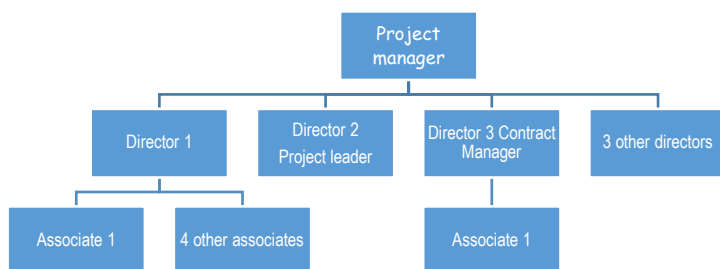 Project
manager
Director 1
Director 2
Project leader
Director 3 Contract
Manager
3 other directors
Associate 1
4 other associates
Associate 1